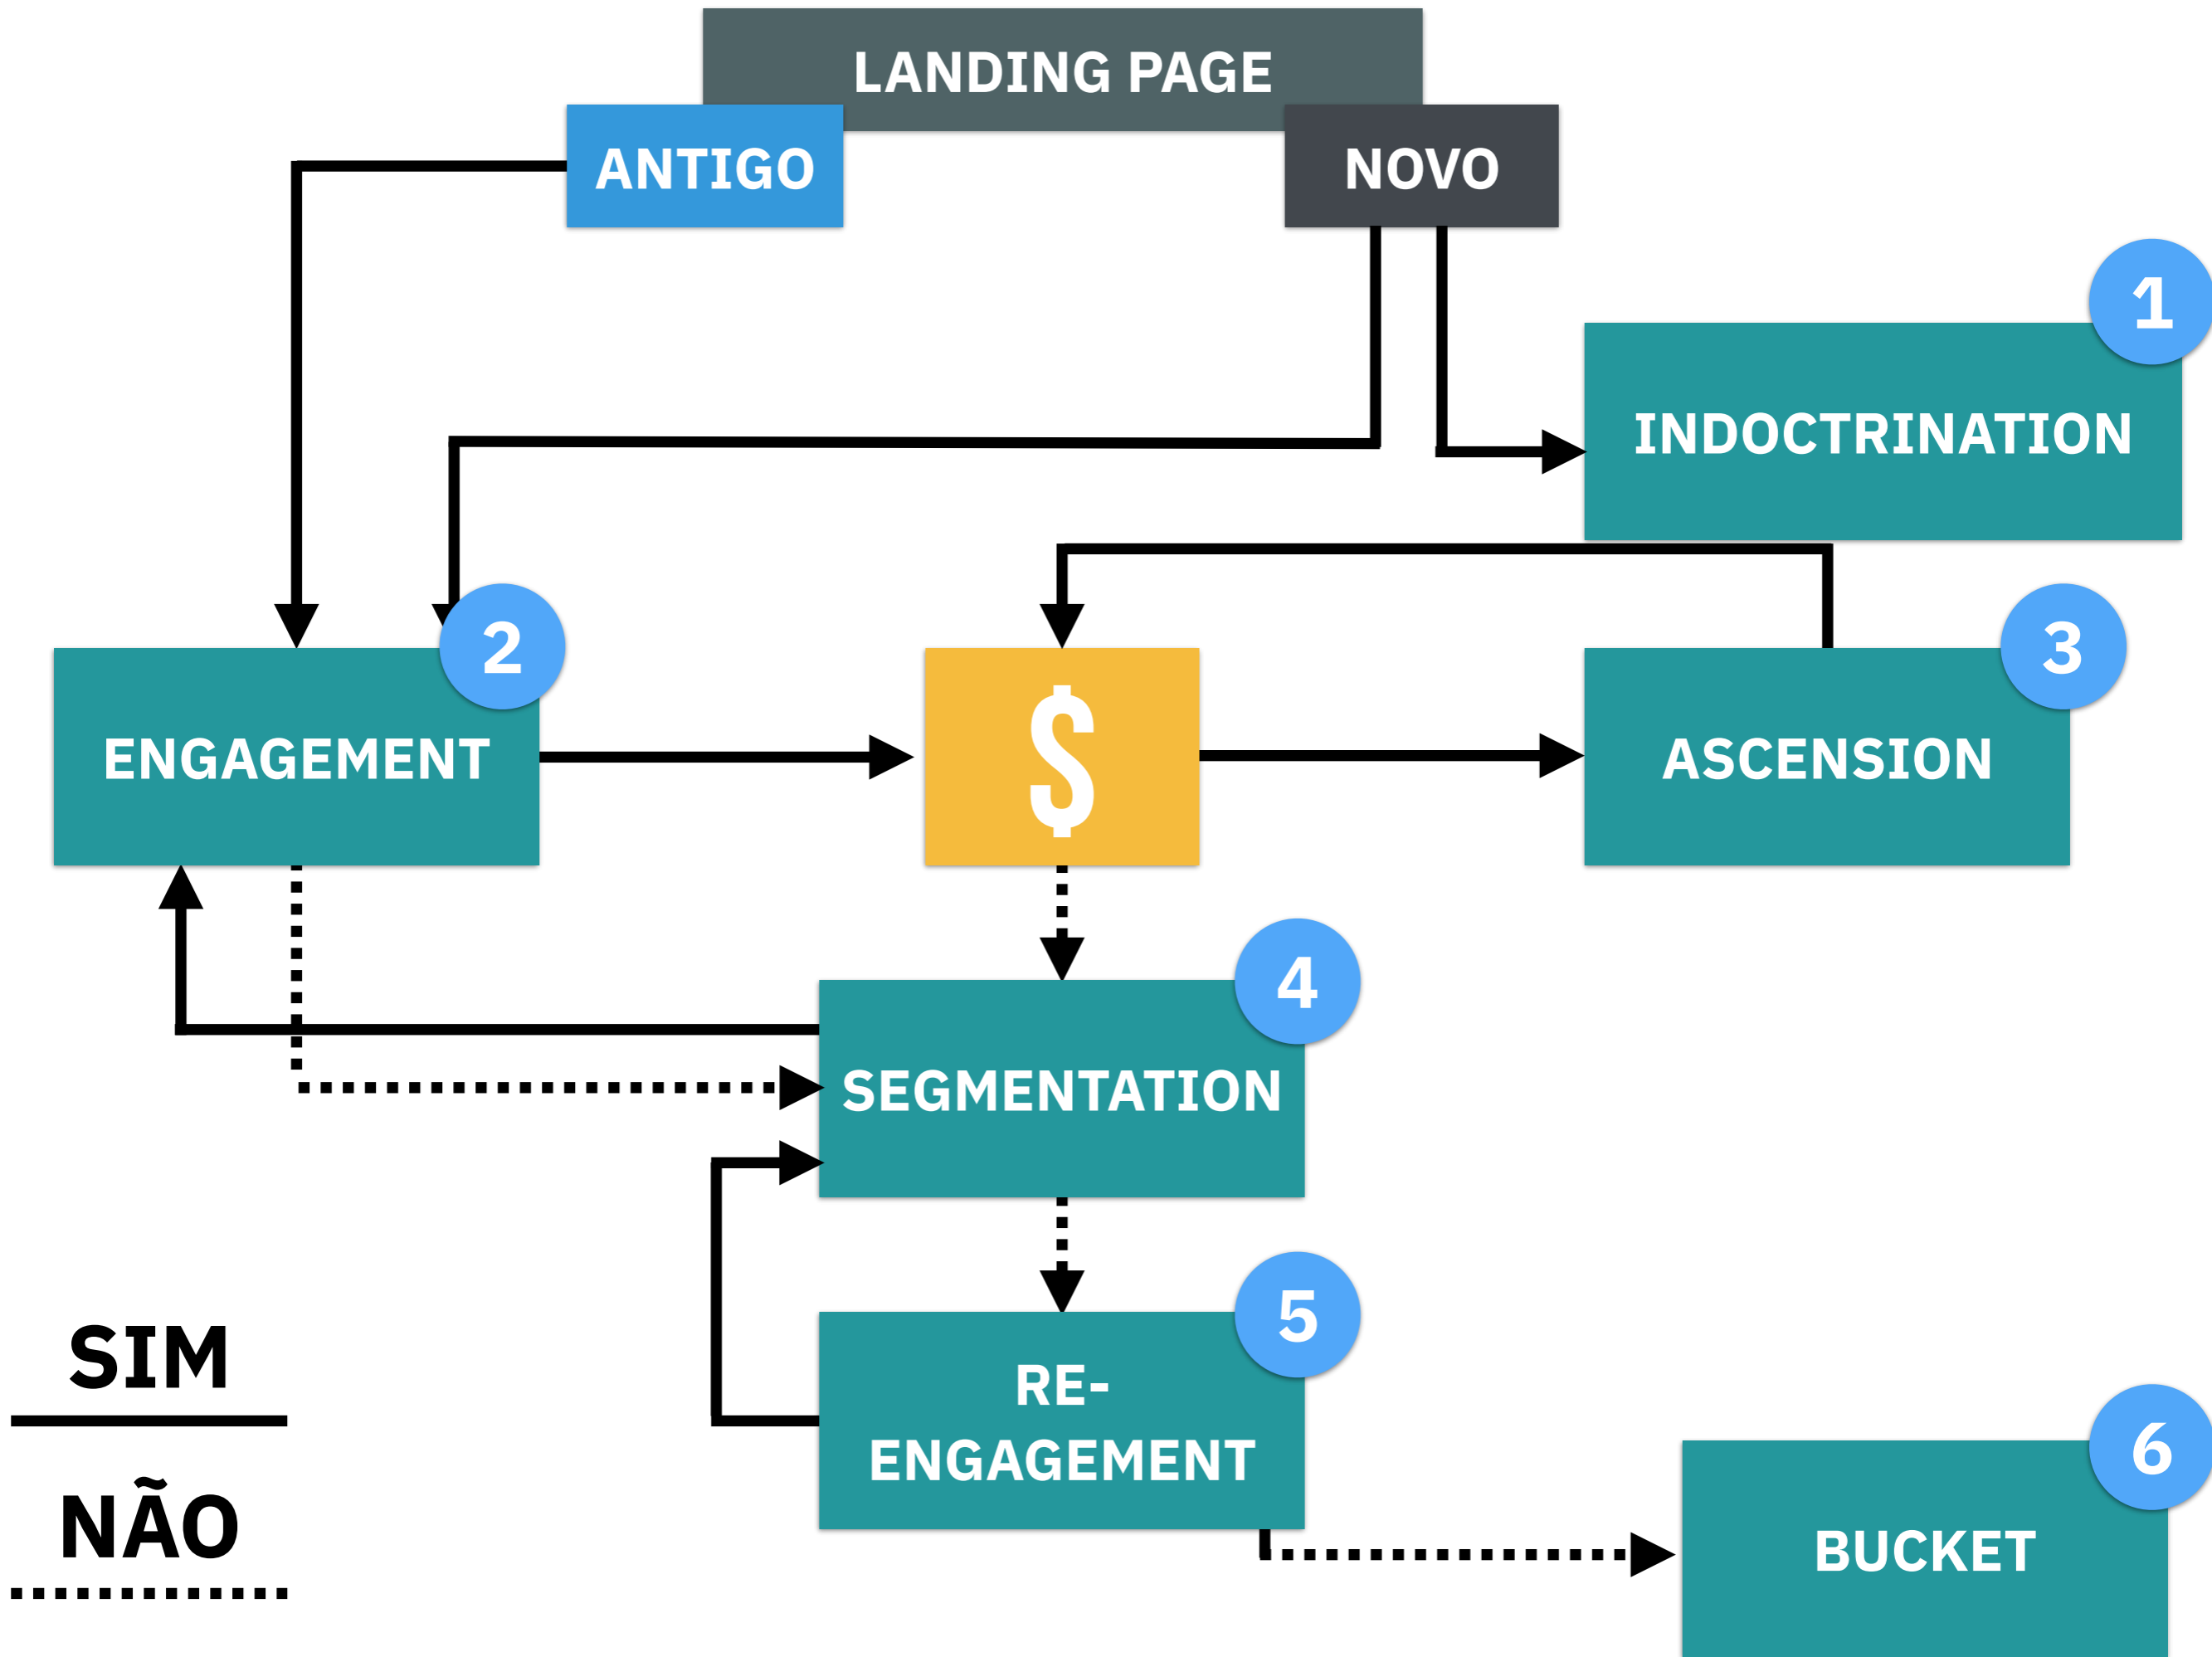 LANDING PAGE
ANTIGO
NOVO
1
INDOCTRINATION
2
ENGAGEMENT
$
3
ASCENSION
4
SEGMENTATION
5
RE-
ENGAGEMENT
SIM
NÃO
6
BUCKET